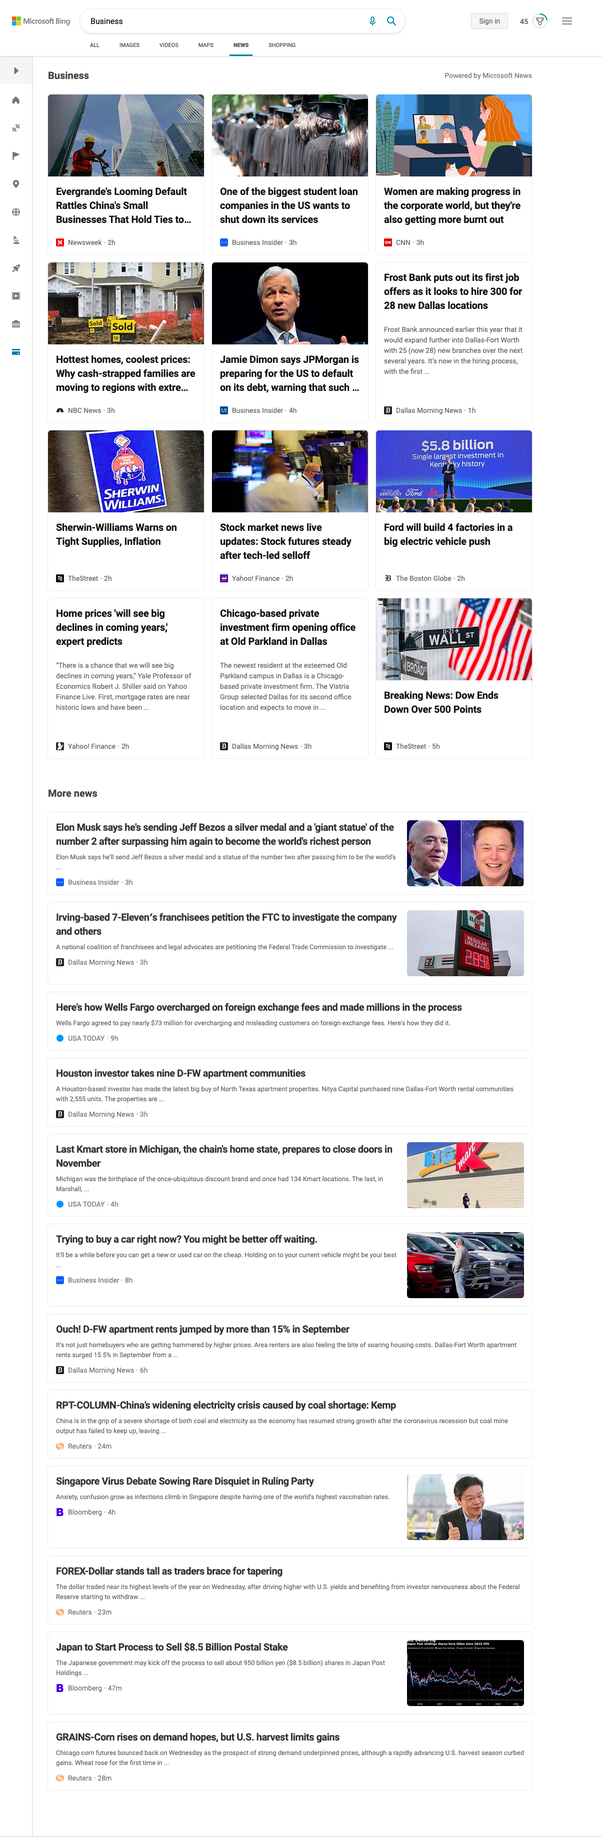 Microsoft Bing
Business
Sign in
45
ALL
IMAGES
VIDEOS
MAPS
NEWS
SHOPPING
Business
Powered by Microsoft News
Evergrande's Looming Default
Rattles China's Small
Businesses That Hold Ties to...
Newsweek · 2h
One of the biggest student loan
companies in the US wants to
shut down its services
Business Insider · 3h
Women are making progress in
the corporate world, but they're
also getting more burnt out
CNN · 3h
Sold
Sold
Hottest homes, coolest prices:
Why cash-strapped families are
moving to regions with extre...
NBC News · 3h
Jamie Dimon says JPMorgan is
preparing for the US to default
on its debt, warning that such ...
Business Insider · 4h
Frost Bank puts out its first job
offers as it looks to hire 300 for
28 new Dallas locations
Frost Bank announced earlier this year that it
would expand further into Dallas-Fort Worth
with 25 (now 28) new branches over the next
several years. It's now in the hiring process,
with the first ...
Dallas Morning News · 1h
SHERWIN
WILLIAMS.
Sherwin-Williams Warns on
Tight Supplies, Inflation
TheStreet · 2h
Stock market news live
updates: Stock futures steady
after tech-led selloff
Yahoo! Finance · 2h
$5.8 billion
Single largest investment in
Kentucky history
Ford
Ford will build 4 factories in a
big electric vehicle push
The Boston Globe · 2h
Home prices 'will see big
declines in coming years,'
expert predicts
"There is a chance that we will see big
declines in coming years," Yale Professor of
Economics Robert J. Shiller said on Yahoo
Finance Live. First, mortgage rates are near
historic lows and have been ...
Yahoo! Finance · 2h
Chicago-based private
investment firm opening office
at Old Parkland in Dallas
The newest resident at the esteemed Old
Parkland campus in Dallas is a Chicago-
based private investment firm. The Vistria
Group selected Dallas for its second office
location and expects to move in ...
Dallas Morning News · 3h
WALL ST
BROAD
Breaking News: Dow Ends
Down Over 500 Points
TheStreet · 5h
More news
Elon Musk says he's sending Jeff Bezos a silver medal and a 'giant statue' of the
number 2 after surpassing him again to become the world's richest person
Elon Musk says he'll send Jeff Bezos a silver medal and a statue of the number two after passing him to be the world's
...
Business Insider · 3h
Irving-based 7-Eleven's franchisees petition the FTC to investigate the company
and others
A national coalition of franchisees and legal advocates are petitioning the Federal Trade Commission to investigate ...
Dallas Morning News · 3h
REGULAR
UNLEADED
2.89
Here's how Wells Fargo overcharged on foreign exchange fees and made millions in the process
Wells Fargo agreed to pay nearly $73 million for overcharging and misleading customers on foreign exchange fees. Here's how they did it.
USA TODAY · 9h
Houston investor takes nine D-FW apartment communities
A Houston-based investor has made the latest big buy of North Texas apartment properties. Nitya Capital purchased nine Dallas-Fort Worth rental communities
with 2,555 units. The properties are ...
Dallas Morning News · 3h
Last Kmart store in Michigan, the chain's home state, prepares to close doors in
November
Michigan was the birthplace of the once-ubiquitous discount brand and once had 134 Kmart locations. The last, in
Marshall, ...
USA TODAY · 4h
BIG
K
mart
Trying to buy a car right now? You might be better off waiting.
It'll be a while before you can get a new or used car on the cheap. Holding on to your current vehicle might be your best
...
Business Insider · 8h
Ouch! D-FW apartment rents jumped by more than 15% in September
It's not just homebuyers who are getting hammered by higher prices. Area renters are also feeling the bite of soaring housing costs. Dallas-Fort Worth apartment
rents surged 15.5% in September from a ...
Dallas Morning News · 6h
RPT-COLUMN-China's widening electricity crisis caused by coal shortage: Kemp
China is in the grip of a severe shortage of both coal and electricity as the economy has resumed strong growth after the coronavirus recession but coal mine
output has failed to keep up, leaving ...
Reuters · 24m
Singapore Virus Debate Sowing Rare Disquiet in Ruling Party
Anxiety, confusion grow as infections climb in Singapore despite having one of the world's highest vaccination rates.
Bloomberg · 4h
FOREX-Dollar stands tall as traders brace for tapering
The dollar traded near its highest levels of the year on Wednesday, after driving higher with U.S. yields and benefiting from investor nervousness about the Federal
Reserve starting to withdraw ...
Reuters · 23m
Japan to Start Process to Sell $8.5 Billion Postal Stake
The Japanese government may kick off the process to sell about 950 billion yen ($8.5 billion) shares in Japan Post
Holdings ...
Bloomberg · 47m
GRAINS-Corn rises on demand hopes, but U.S. harvest limits gains
Chicago corn futures bounced back on Wednesday as the prospect of strong demand underpinned prices, although a rapidly advancing U.S. harvest season curbed
gains. Wheat rose for the first time in ...
Reuters · 28m